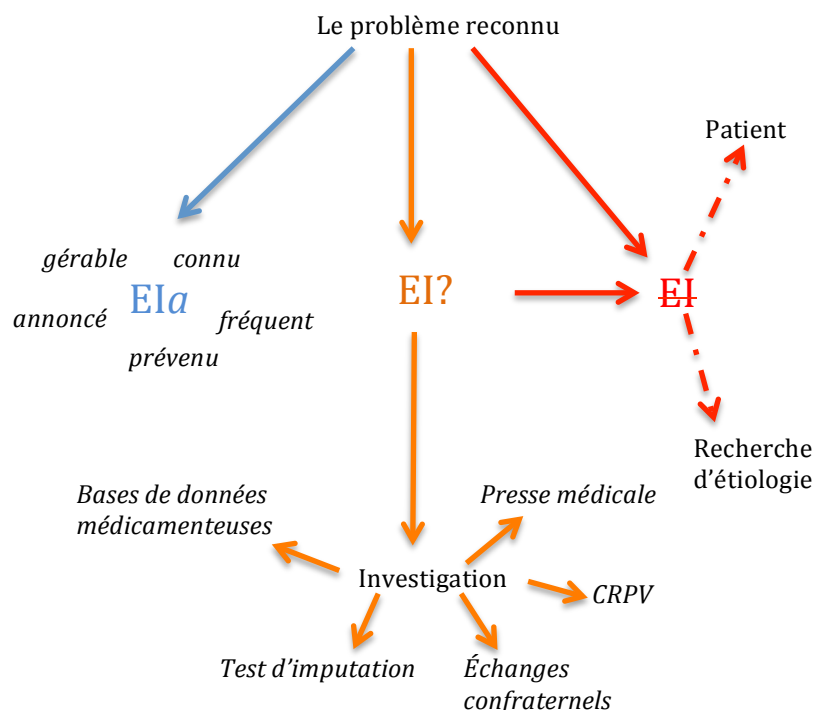 Le problème reconnu
Patient
gérable connu
EIa
EI?
EI
annoncé fréquent
prévenu
Recherche
d'étiologie
Bases de données
médicamenteuses
Presse médicale
Investigation
CRPV
Test d'imputation
Échanges
confraternels